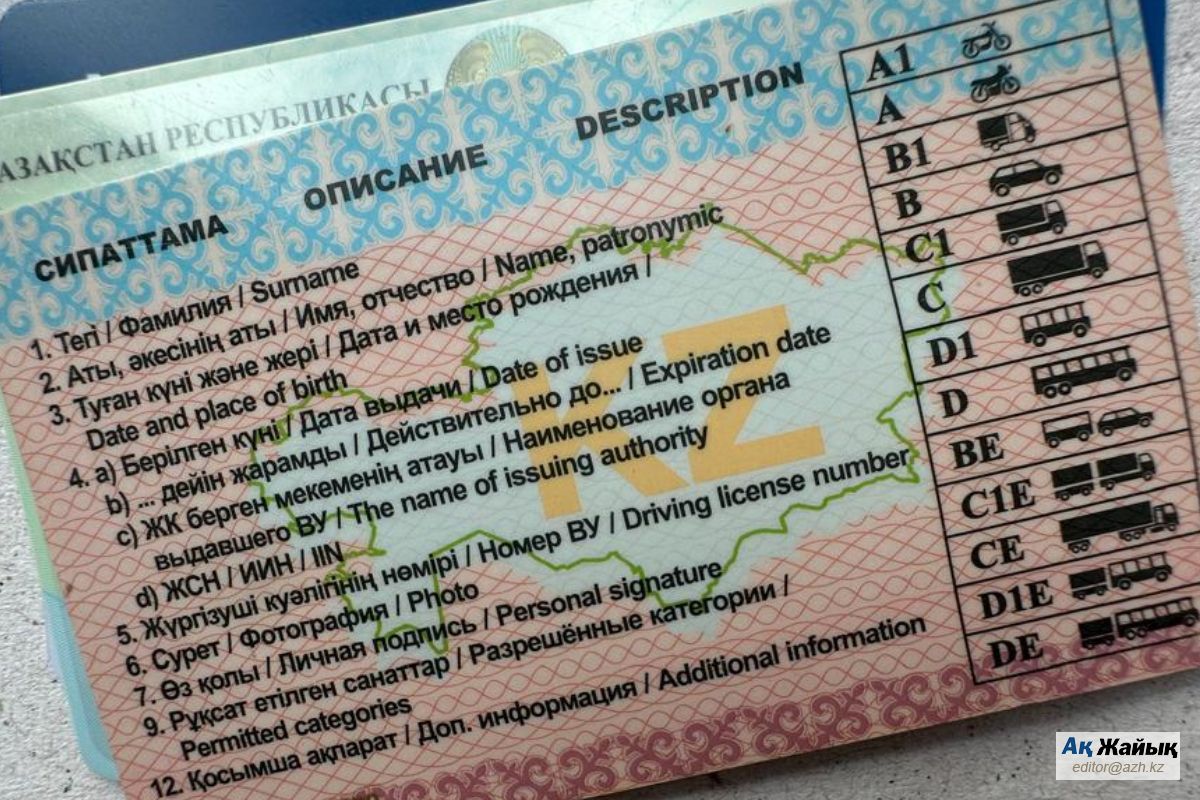 ҚАЗАҚСТАН РЕСПУБЛИКАСЫ
СИПАТТАМА ОПИСАНИЕ DESCRIPTION
1. Тегі / Фамилия / Surname
2. Аты, әкесінің аты / Имя, отчество / Name, patronymic
3. Туған күні және жері / Дата и место рождения /
Date and place of birth
4. a) Берілген күні / Дата выдачи / Date of issue
b) ... дейін жарамды / Действительно до... / Expiration date
c) ЖК берген мекеменің атауы / Наименование органа
выдавшего ВУ / The name of issuing authority
d) ЖСН / ИИН / IIN
5. Жүргізуші куәлігінің нөмірі / Номер ВУ / Driving license number
6. Сурет / Фотография / Photo
7. Өз қолы / Личная подпись / Personal signature
9. Рұқсат етілген санаттар / Разрешённые категории /
Permitted categories
12. Қосымша ақпарат / Доп. информация / Additional information
KZ
A1
A
B1
B
C1
C
D1
D
BE
C1E
CE
D1E
DE
Ақ Жайық
editor@azh.kz